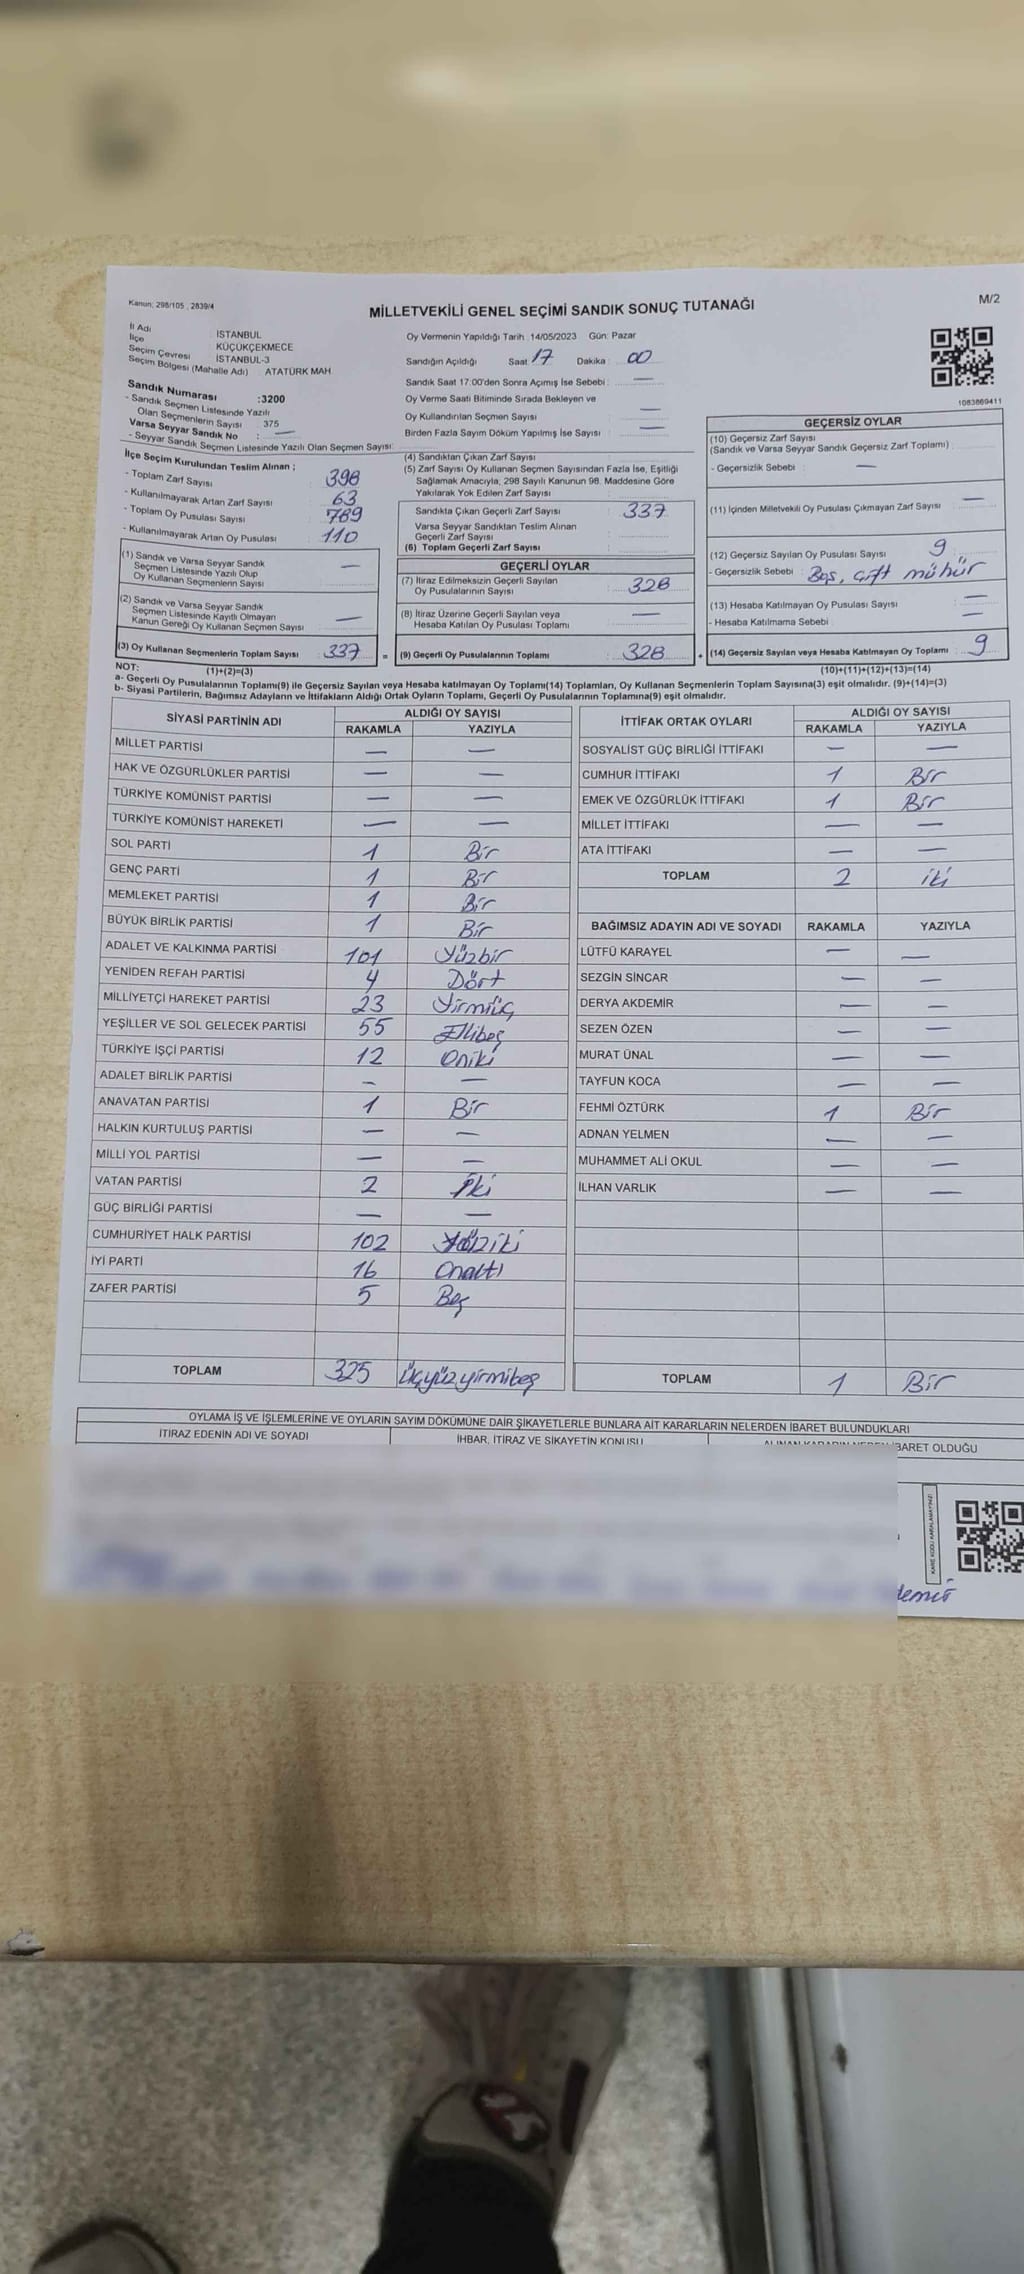 Kanun: 298/105 , 2839/4
MİLLETVEKİLİ GENEL SEÇİMİ SANDIK SONUÇ TUTANAĞI
M/2
İl Adı İSTANBUL
İlçe KÜÇÜKÇEKMECE
Seçim Çevresi İSTANBUL-3
Seçim Bölgesi (Mahalle Adı) ATATÜRK MAH.
Sandık Numarası :3200
- Sandık Seçmen Listesinde Yazılı
Olan Seçmenlerin Sayısı 375
Varsa Seyyar Sandık No : —
- Seyyar Sandık Seçmen Listesinde Yazılı Olan Seçmen Sayısı:
İlçe Seçim Kurulundan Teslim Alınan ;
- Toplam Zarf Sayısı : 398
- Kullanılmayarak Artan Zarf Sayısı : 63
- Toplam Oy Pusulası Sayısı : 789
- Kullanılmayarak Artan Oy Pusulası : 110
(1) Sandık ve Varsa Seyyar Sandık
Seçmen Listesinde Yazılı Olup
Oy Kullanan Seçmenlerin Sayısı : —
(2) Sandık ve Varsa Seyyar Sandık
Seçmen Listesinde Kayıtlı Olmayan
Kanun Gereği Oy Kullanan Seçmen Sayısı : —
(3) Oy Kullanan Seçmenlerin Toplam Sayısı : 337 =
(1)+(2)=(3)
Oy Vermenin Yapıldığı Tarih : 14/05/2023 Gün: Pazar
Sandığın Açıldığı Saat: 17 Dakika : 00
Sandık Saat 17:00'den Sonra Açımış İse Sebebi : —
Oy Verme Saati Bitiminde Sırada Bekleyen ve
Oy Kullandırılan Seçmen Sayısı : —
Birden Fazla Sayım Döküm Yapılmış İse Sayısı : —
(4) Sandıktan Çıkan Zarf Sayısı :
(5) Zarf Sayısı Oy Kullanan Seçmen Sayısından Fazla İse, Eşitliği
Sağlamak Amacıyla, 298 Sayılı Kanunun 98. Maddesine Göre
Yakılarak Yok Edilen Zarf Sayısı :
Sandıkta Çıkan Geçerli Zarf Sayısı : 337
Varsa Seyyar Sandıktan Teslim Alınan
Geçerli Zarf Sayısı :
(6) Toplam Geçerli Zarf Sayısı :
GEÇERLİ OYLAR
(7) İtiraz Edilmeksizin Geçerli Sayılan
Oy Pusulalarının Sayısı : 328
(8) İtiraz Üzerine Geçerli Sayılan veya
Hesaba Katılan Oy Pusulası Toplamı : —
(9) Geçerli Oy Pusulalarının Toplamı : 328 +
1083869411
GEÇERSİZ OYLAR
(10) Geçersiz Zarf Sayısı
(Sandık ve Varsa Seyyar Sandık Geçersiz Zarf Toplamı) :
- Geçersizlik Sebebi : —
(11) İçinden Milletvekili Oy Pusulası Çıkmayan Zarf Sayısı : —
(12) Geçersiz Sayılan Oy Pusulası Sayısı : 9
- Geçersizlik Sebebi : Boş, çift mühür
(13) Hesaba Katılmayan Oy Pusulası Sayısı : —
- Hesaba Katılmama Sebebi : —
(14) Geçersiz Sayılan veya Hesaba Katılmayan Oy Toplamı : 9
(10)+(11)+(12)+(13)=(14)
NOT:
a- Geçerli Oy Pusulalarının Toplamı(9) ile Geçersiz Sayılan veya Hesaba katılmayan Oy Toplamı(14) Toplamları, Oy Kullanan Seçmenlerin Toplam Sayısına(3) eşit olmalıdır. (9)+(14)=(3)
b- Siyasi Partilerin, Bağımsız Adayların ve İttifakların Aldığı Ortak Oyların Toplamı, Geçerli Oy Pusulalarının Toplamına(9) eşit olmalıdır.
SİYASİ PARTİNİN ADI ALDIĞI OY SAYISI
RAKAMLA YAZIYLA
MİLLET PARTİSİ — —
HAK VE ÖZGÜRLÜKLER PARTİSİ — —
TÜRKİYE KOMÜNİST PARTİSİ — —
TÜRKİYE KOMÜNİST HAREKETİ — —
SOL PARTİ 1 Bir
GENÇ PARTİ 1 Bir
MEMLEKET PARTİSİ 1 Bir
BÜYÜK BİRLİK PARTİSİ 1 Bir
ADALET VE KALKINMA PARTİSİ 101 Yüzbir
YENİDEN REFAH PARTİSİ 4 Dört
MİLLİYETÇİ HAREKET PARTİSİ 23 Yirmiüç
YEŞİLLER VE SOL GELECEK PARTİSİ 55 Ellibeş
TÜRKİYE İŞÇİ PARTİSİ 12 Oniki
ADALET BİRLİK PARTİSİ — —
ANAVATAN PARTİSİ 1 Bir
HALKIN KURTULUŞ PARTİSİ — —
MİLLİ YOL PARTİSİ — —
VATAN PARTİSİ 2 İki
GÜÇ BİRLİĞİ PARTİSİ — —
CUMHURİYET HALK PARTİSİ 102 Yüziki
İYİ PARTİ 16 Onaltı
ZAFER PARTİSİ 5 Beş
TOPLAM 325 Üçyüzyirmibeş
İTTİFAK ORTAK OYLARI ALDIĞI OY SAYISI
RAKAMLA YAZIYLA
SOSYALİST GÜÇ BİRLİĞİ İTTİFAKI — —
CUMHUR İTTİFAKI 1 Bir
EMEK VE ÖZGÜRLÜK İTTİFAKI 1 Bir
MİLLET İTTİFAKI — —
ATA İTTİFAKI — —
TOPLAM 2 iki
BAĞIMSIZ ADAYIN ADI VE SOYADI RAKAMLA YAZIYLA
LÜTFÜ KARAYEL — —
SEZGİN SİNCAR — —
DERYA AKDEMİR — —
SEZEN ÖZEN — —
MURAT ÜNAL — —
TAYFUN KOCA — —
FEHMİ ÖZTÜRK 1 Bir
ADNAN YELMEN — —
MUHAMMET ALİ OKUL — —
İLHAN VARLIK — —
TOPLAM 1 Bir
OYLAMA İŞ VE İŞLEMLERİNE VE OYLARIN SAYIM DÖKÜMÜNE DAİR ŞİKAYETLERLE BUNLARA AİT KARARLARIN NELERDEN İBARET BULUNDUKLARI
İTİRAZ EDENİN ADI VE SOYADI İHBAR, İTİRAZ VE ŞİKAYETİN KONUSU ALINAN KARARIN NEDEN İBARET OLDUĞU
KARE KODU KARALAMAYINIZ!
demir